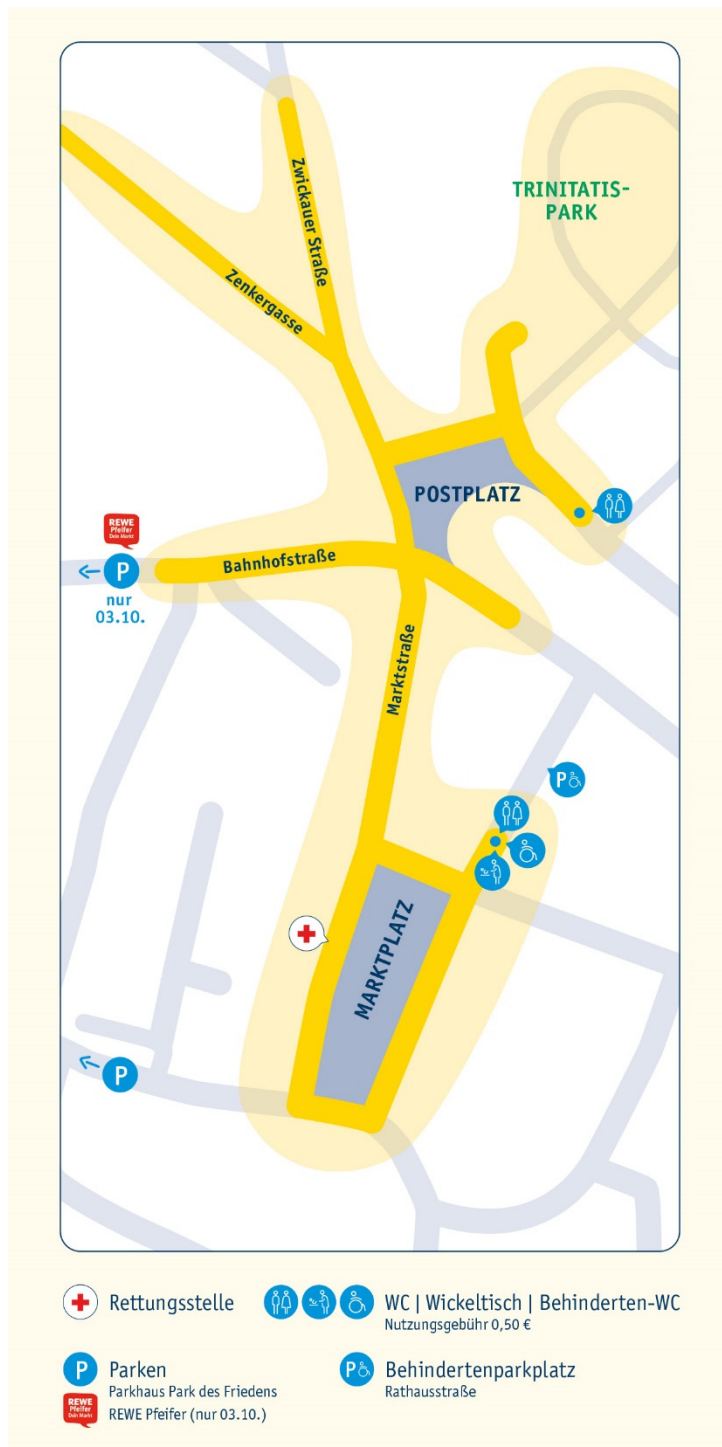 Zwickauer Straße
TRINITATIS-
PARK
Zenkergasse
POSTPLATZ
REWE
Pfeifer
Dein Markt
P
nur
03.10.
Bahnhofstraße
Marktstraße
P
MARKTPLATZ
P
Rettungsstelle
WC | Wickeltisch | Behinderten-WC
Nutzungsgebühr 0,50 €
P
Parken
Parkhaus Park des Friedens
REWE
Pfeifer
Dein Markt
REWE Pfeifer (nur 03.10.)
P
Behindertenparkplatz
Rathausstraße